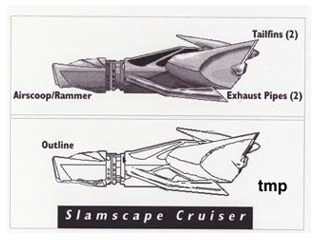 Tailfins (2)
Airscoop/Rammer
Exhaust Pipes (2)
Outline
tmp
Slamscape Cruiser